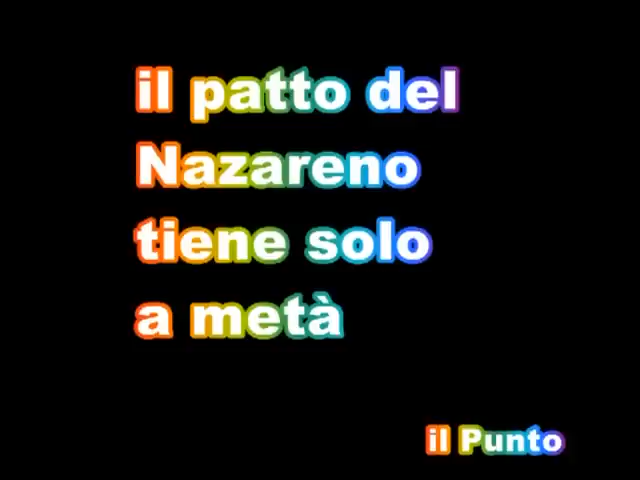 il patto del
Nazareno
tiene solo
a metà
il Punto